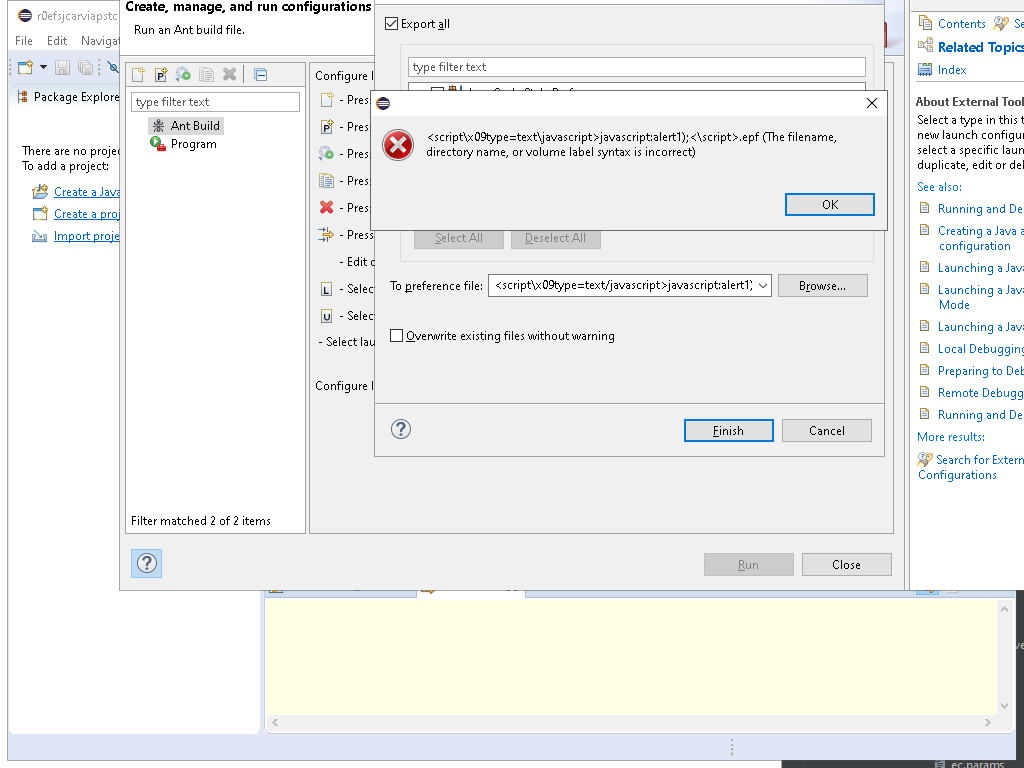 r0efsjcarviapstc
File Edit Navigat
Package Explore
There are no projec
To add a project:
Create a Java
Create a proj
Import proje
Create, manage, and run configurations
Run an Ant build file.
type filter text
Ant Build
Program
Filter matched 2 of 2 items
Configure l
- Pres
- Pres
- Pres
- Pres
- Pres
- Pres
- Edit c
- Selec
- Selec
- Select lau
Configure l
Run
Close
Export all
type filter text
Select All
Deselect All
To preference file:
<script\x09type=text/javascript>javascript:alert1);
Browse...
Overwrite existing files without warning
Finish
Cancel
<script\x09type=text\javascript>javascript:alert1);<\script>.epf (The filename,
directory name, or volume label syntax is incorrect)
OK
Contents
Se
Related Topics
Index
About External Tool
Select a type in this t
new launch configur
select a specific laun
duplicate, edit or del
See also:
Running and De
Creating a Java a
configuration
Launching a Java
Launching a Java
Mode
Launching a Java
Local Debugging
Preparing to Deb
Remote Debugg
Running and De
More results:
Search for Extern
Configurations
ec.params